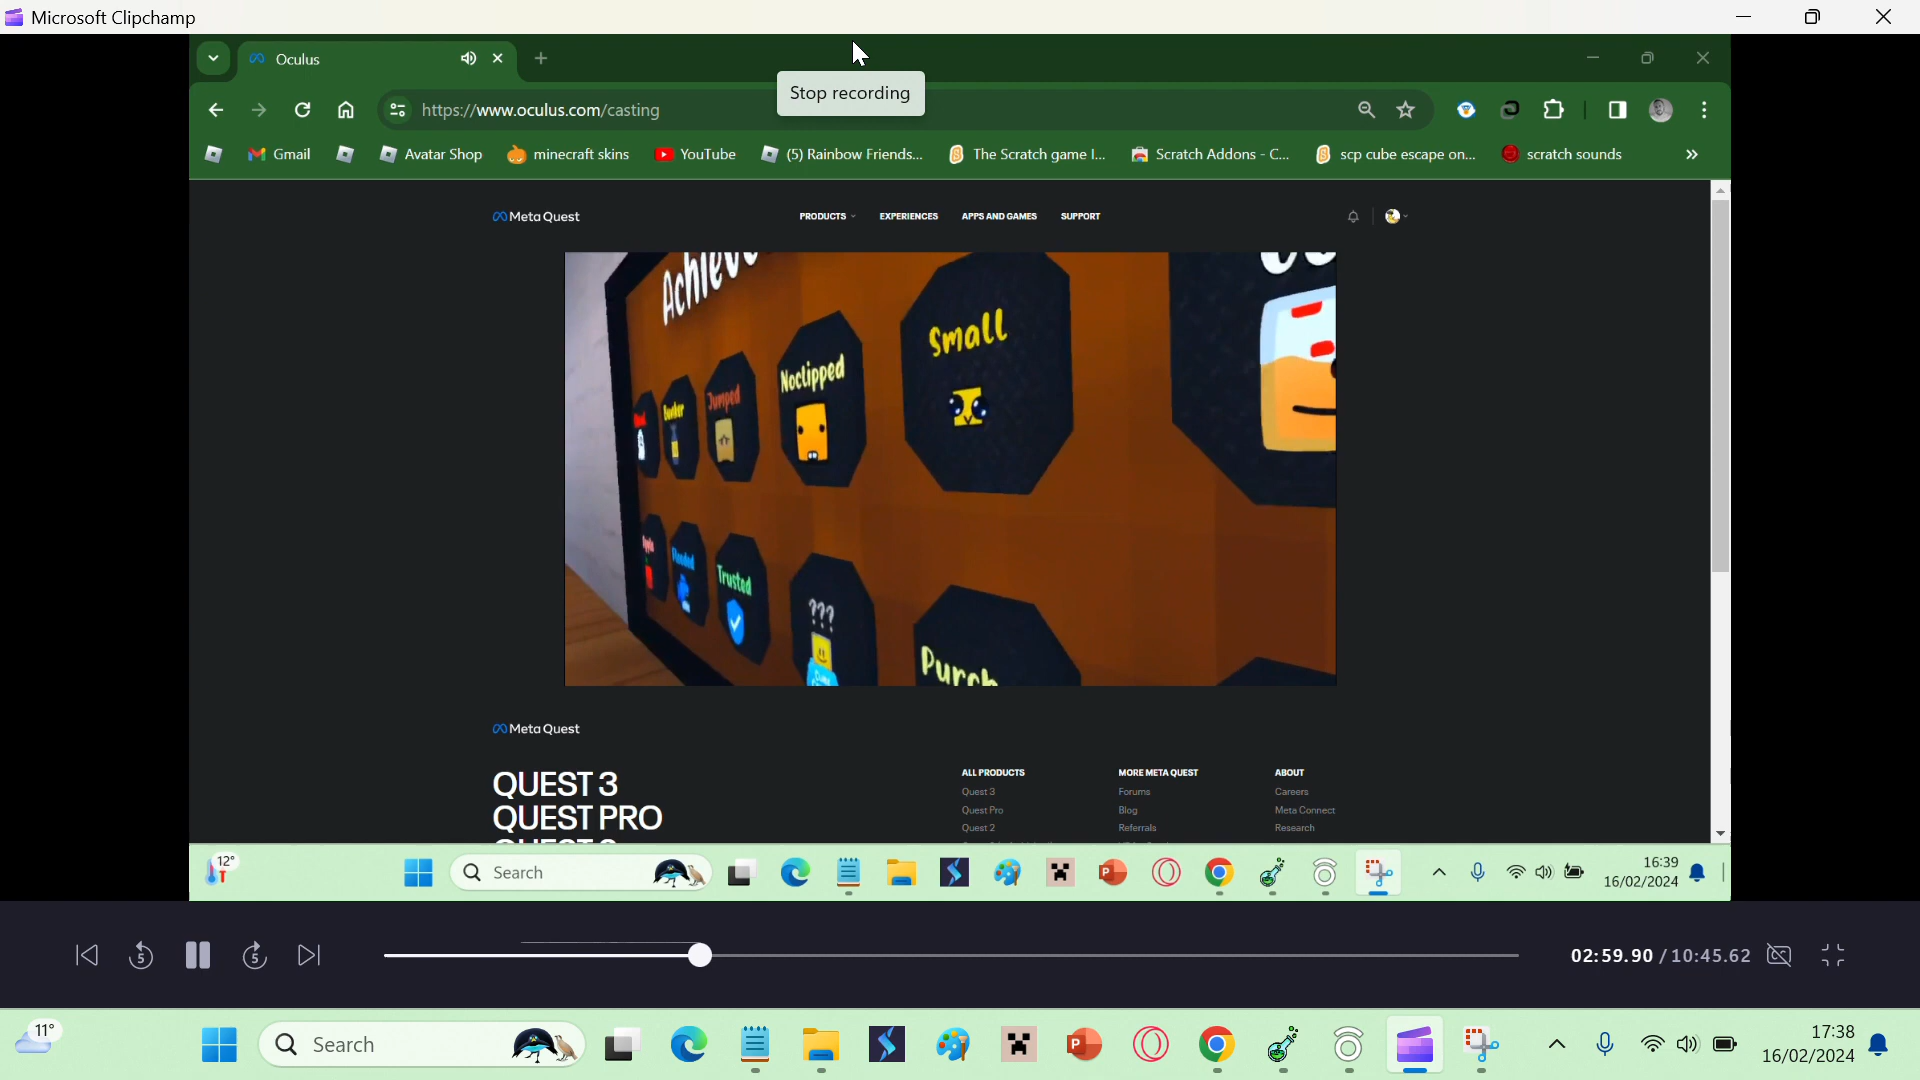 Microsoft Clipchamp
Oculus
Stop recording
https://www.oculus.com/casting
Gmail
Avatar Shop
minecraft skins
YouTube
(5) Rainbow Friends...
The Scratch game I...
Scratch Addons - C...
scp cube escape on...
scratch sounds
Meta Quest
PRODUCTS
EXPERIENCES
APPS AND GAMES
SUPPORT
Small
Noclipped
Jumped
Bunker
Flooded
Trusted
???
Meta Quest
QUEST 3
QUEST PRO
ALL PRODUCTS
Quest 3
Quest Pro
Quest 2
MORE META QUEST
Forums
Blog
Referrals
ABOUT
Careers
Meta Connect
Research
12°
Search
16:39
16/02/2024
5
5
02:59.90 / 10:45.62
11°
Search
17:38
16/02/2024